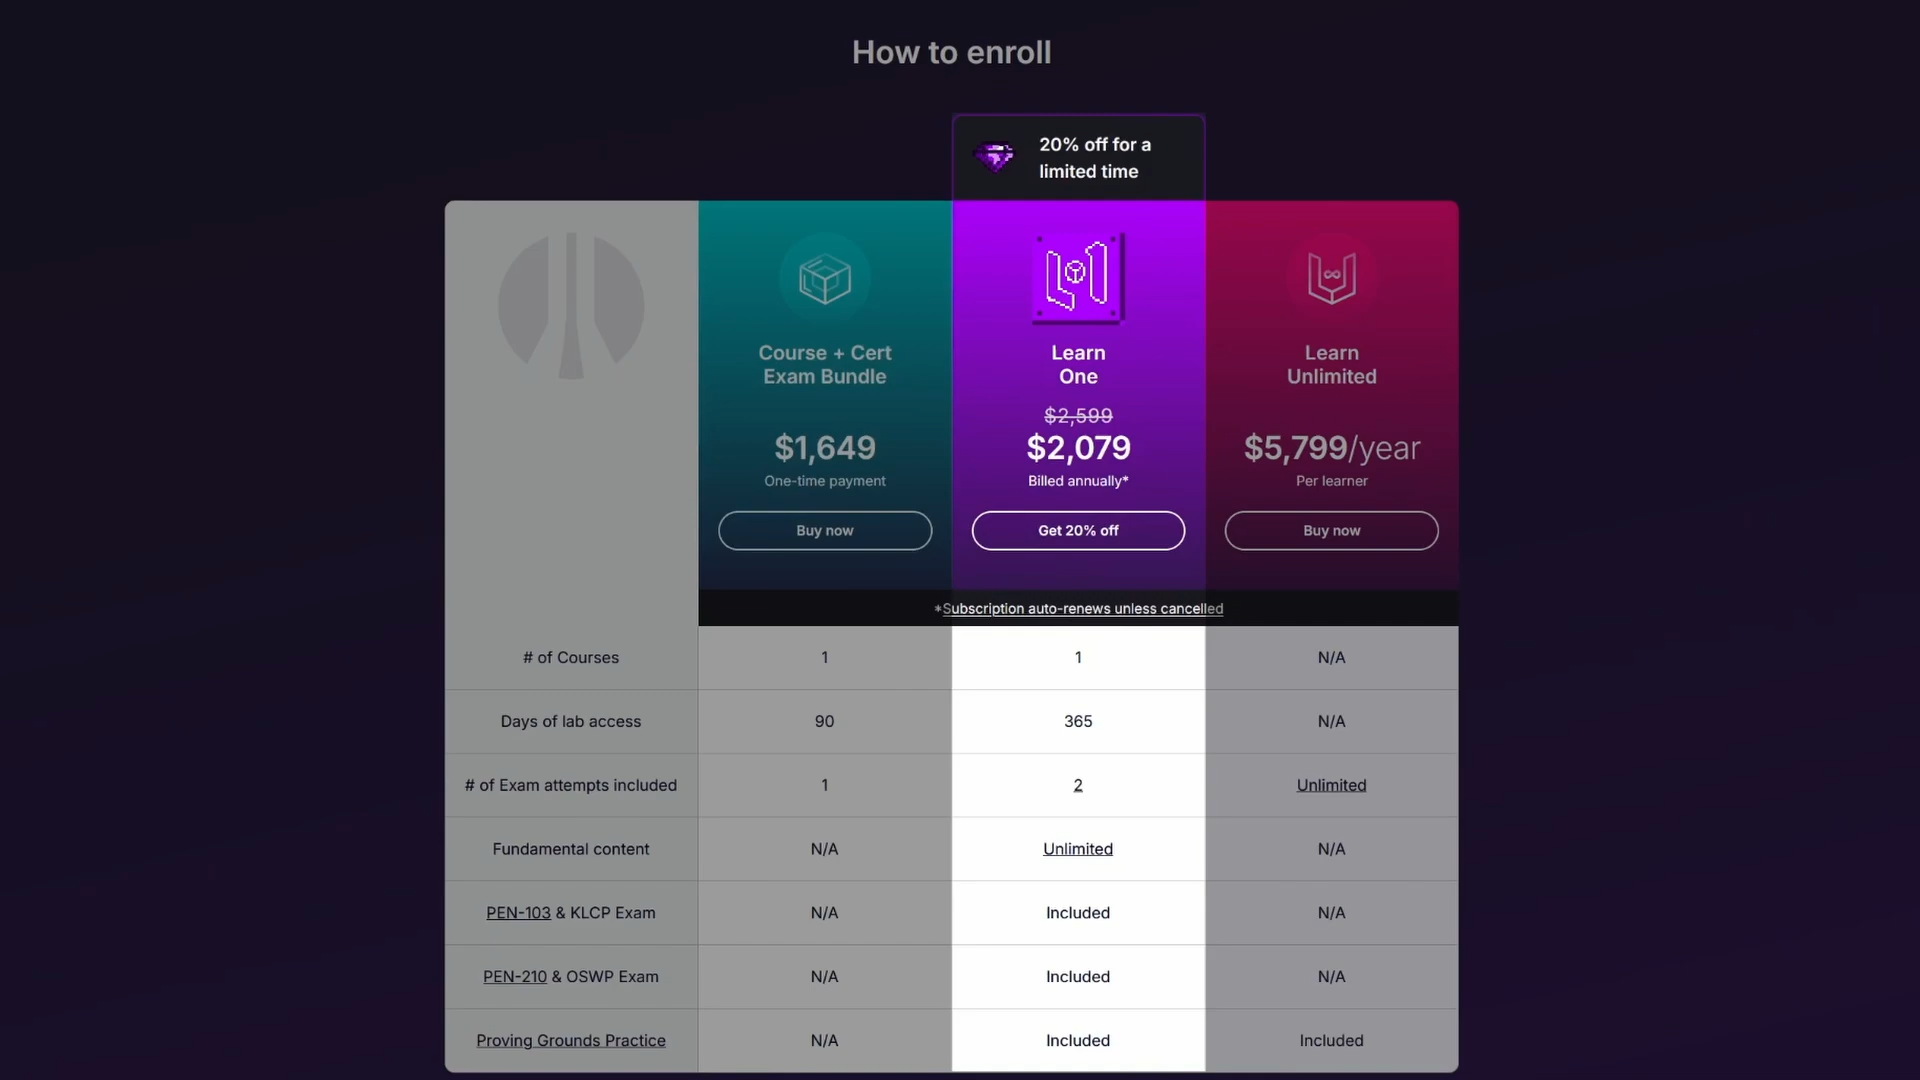 How to enroll
20% off for a
limited time
Course + Cert
Exam Bundle
$1,649
One-time payment
Buy now
Learn
One
$2,599
$2,079
Billed annually*
Get 20% off
Learn
Unlimited
$5,799/year
Per learner
Buy now
*Subscription auto-renews unless cancelled
# of Courses 1 1 N/A
Days of lab access 90 365 N/A
# of Exam attempts included 1 2 Unlimited
Fundamental content N/A Unlimited N/A
PEN-103 & KLCP Exam N/A Included N/A
PEN-210 & OSWP Exam N/A Included N/A
Proving Grounds Practice N/A Included Included